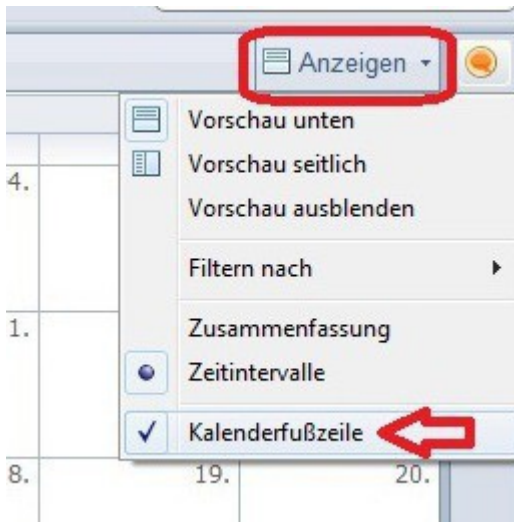 Anzeigen
Vorschau unten
4.
Vorschau seitlich
Vorschau ausblenden
Filtern nach
1.
Zusammenfassung
Zeitintervalle
Kalenderfußzeile
8. 19. 20.